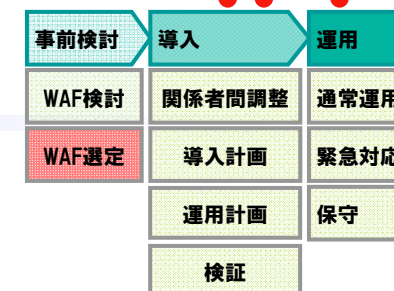 事前検討 導入 運用
WAF検討 関係者間調整 通常運用
WAF選定 導入計画 緊急対応
運用計画 保守
検証